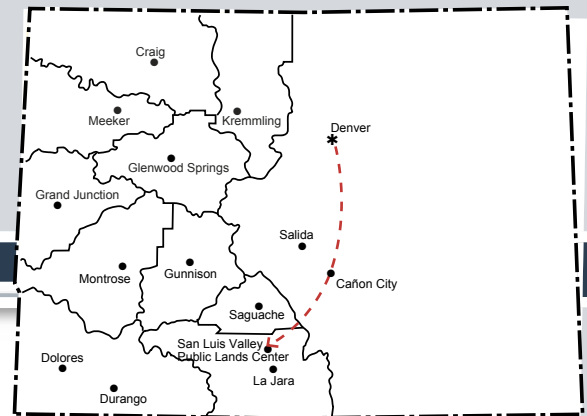 Craig
Meeker
Kremmling
Denver
Glenwood Springs
Grand Junction
Salida
Montrose
Gunnison
Cañon City
Saguache
San Luis Valley
Public Lands Center
Dolores
La Jara
Durango